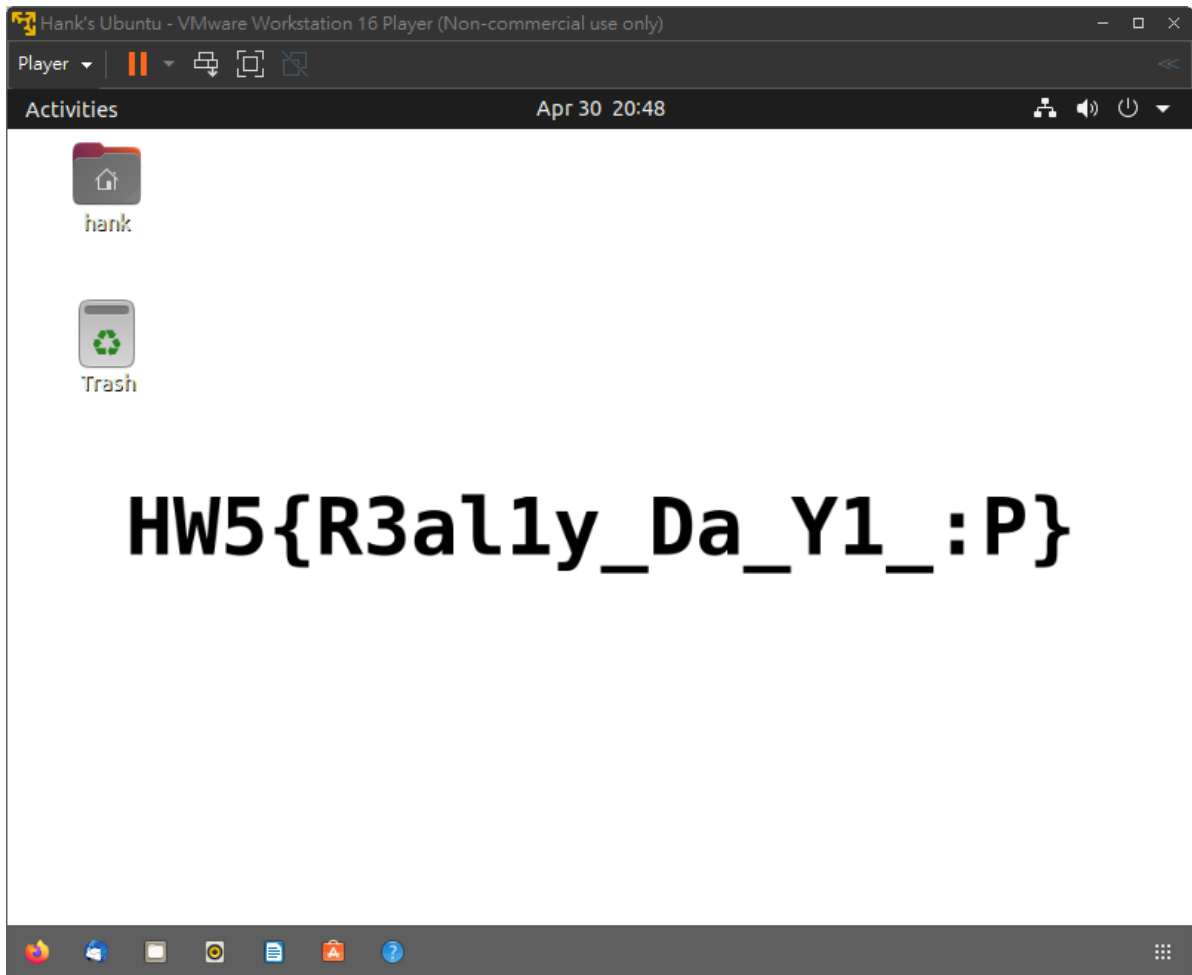 Hank's Ubuntu - VMware Workstation 16 Player (Non-commercial use only)
Player
Activities
Apr 30 20:48
hank
Trash
HW5{R3al1y_Da_Y1_:P}